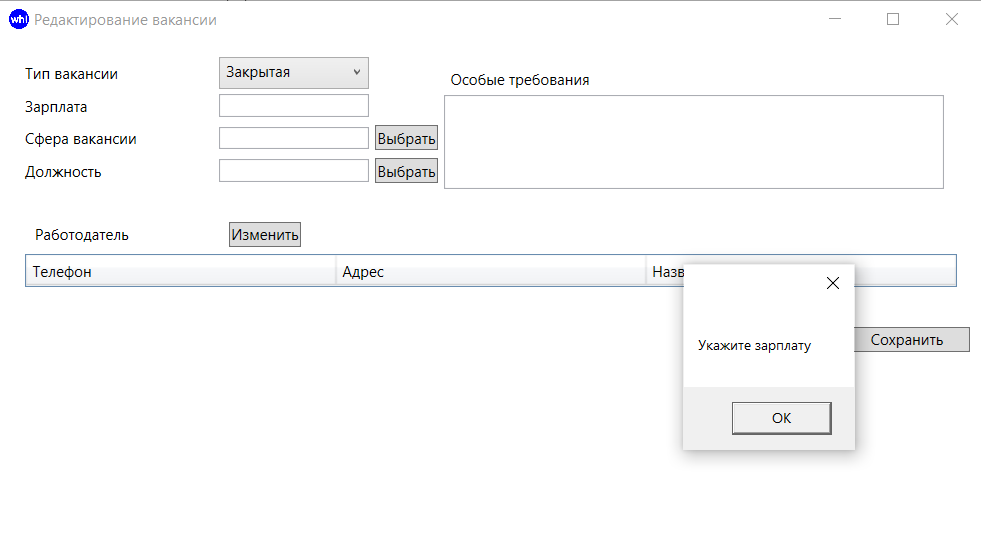 whl Редактирование вакансии
Тип вакансии Закрытая
Особые требования
Зарплата
Сфера вакансии Выбрать
Должность Выбрать
Работодатель Изменить
Телефон Адрес
Укажите зарплату
Сохранить
OK